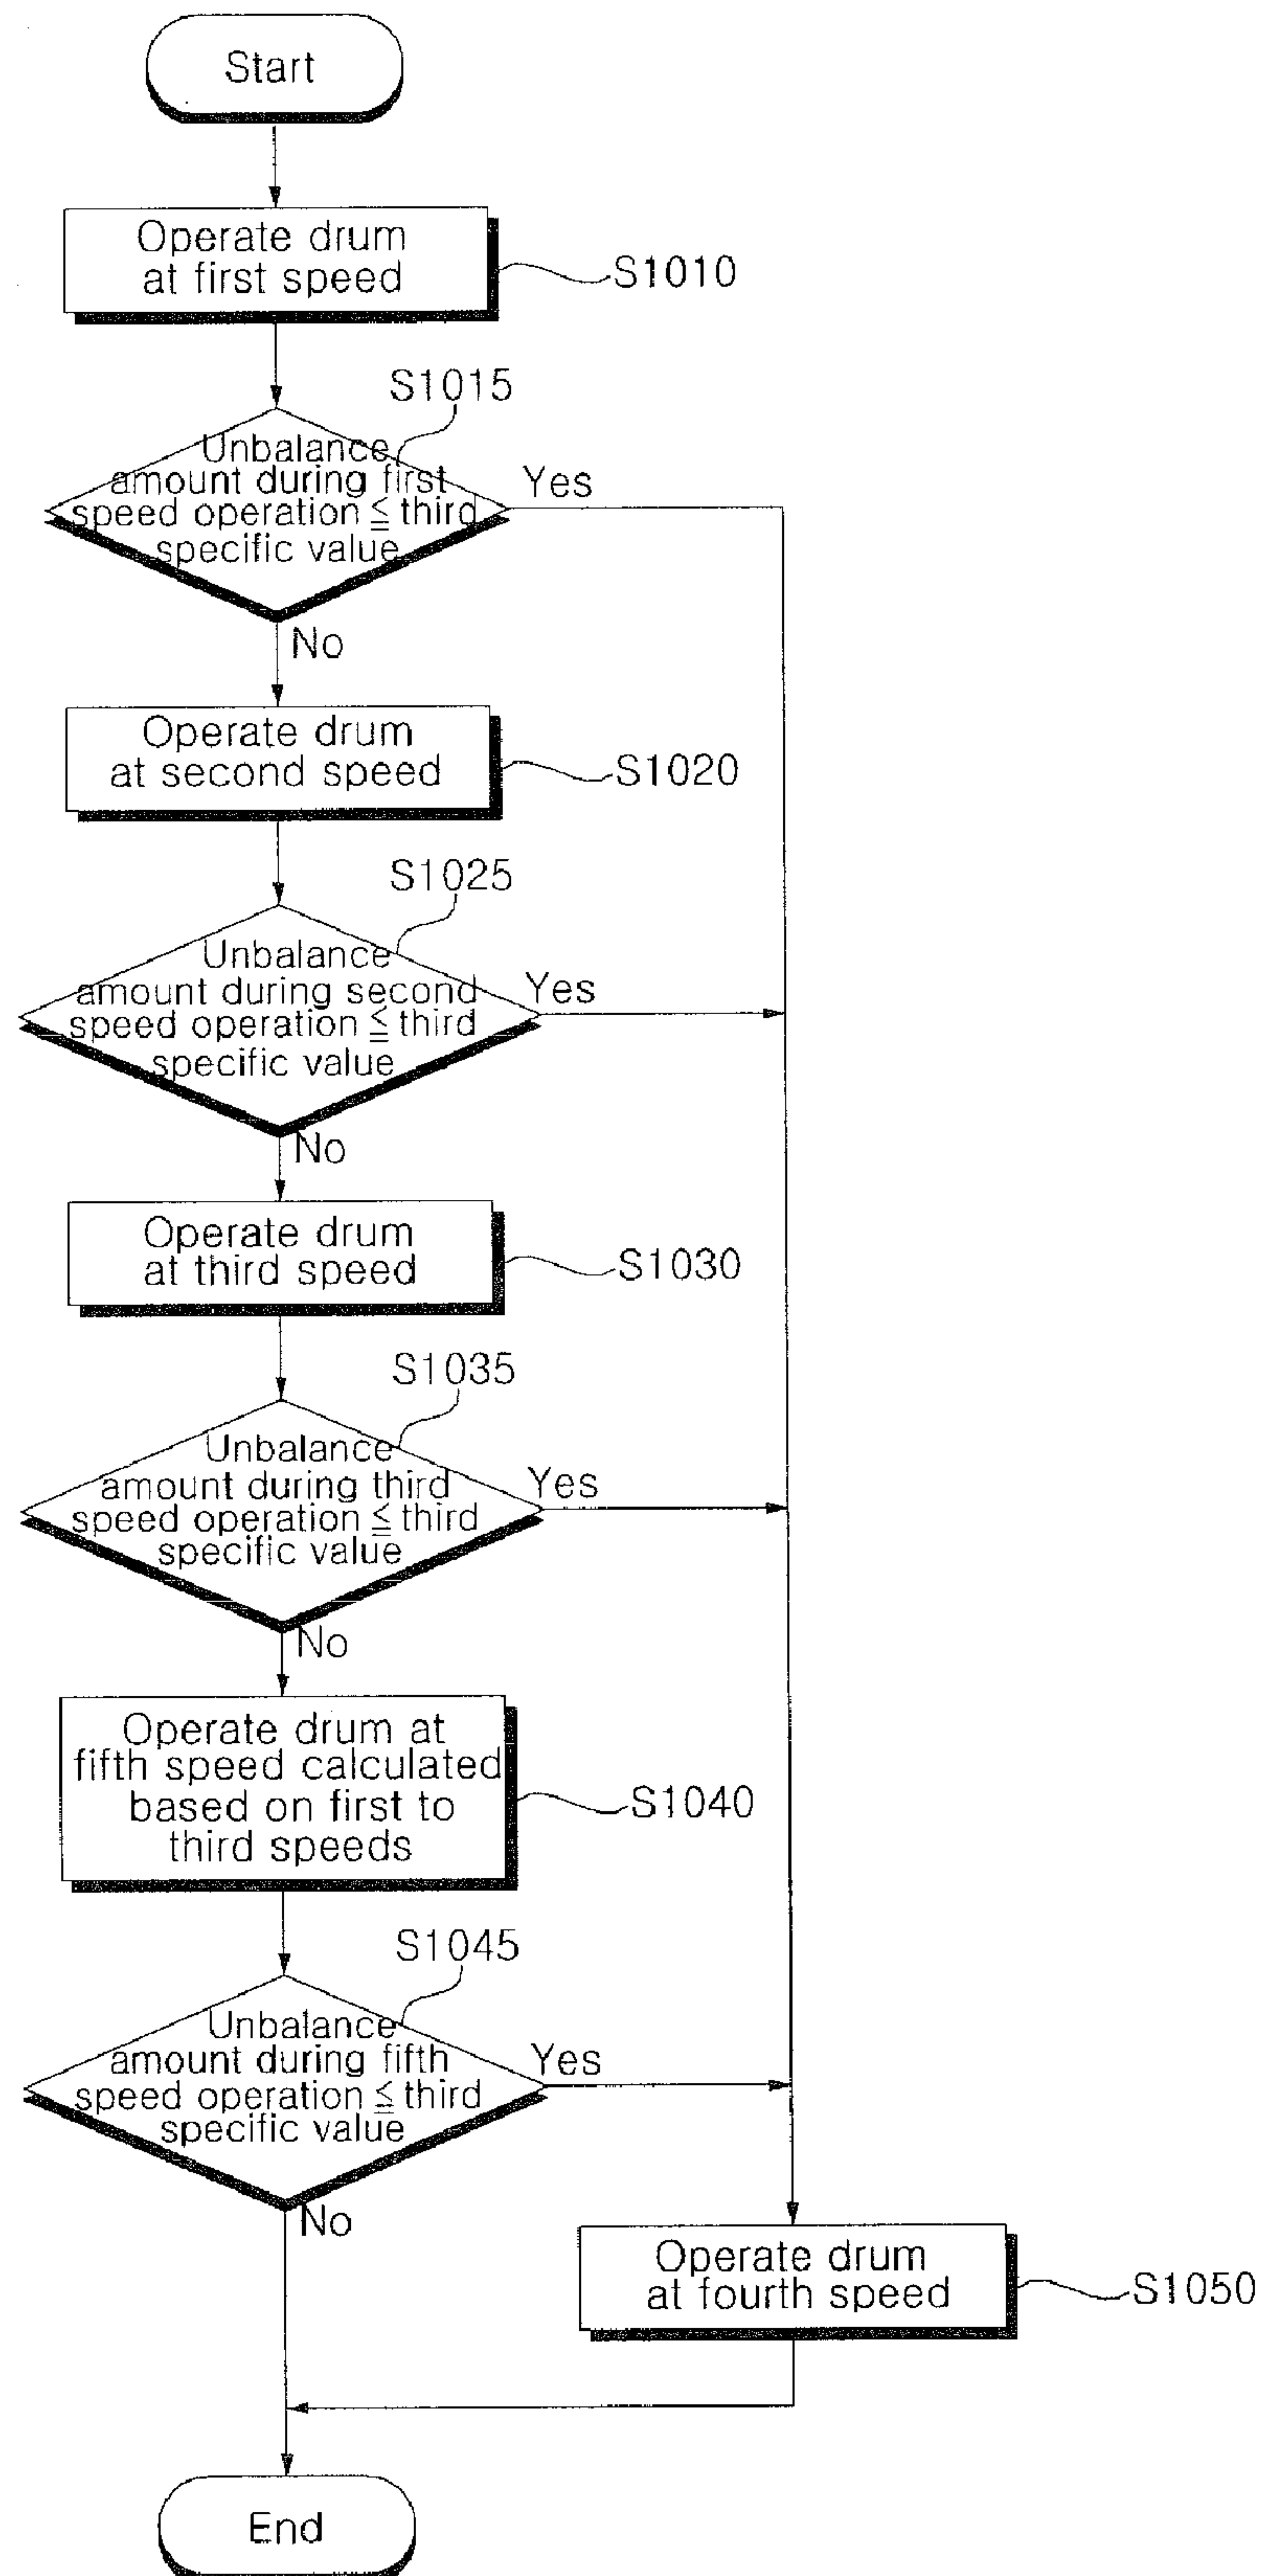 Start
Operate drum
at first speed
S1010
S1015
Unbalance
amount during first
speed operation ≦ third
specific value
Yes
No
Operate drum
at second speed
S1020
S1025
Unbalance
amount during second
speed operation ≦ third
specific value
Yes
No
Operate drum
at third speed
S1030
S1035
Unbalance
amount during third
speed operation ≦ third
specific value
Yes
No
Operate drum at
fifth speed calculated
based on first to
third speeds
S1040
S1045
Unbalance
amount during fifth
speed operation ≦ third
specific value
Yes
No
Operate drum
at fourth speed
S1050
End